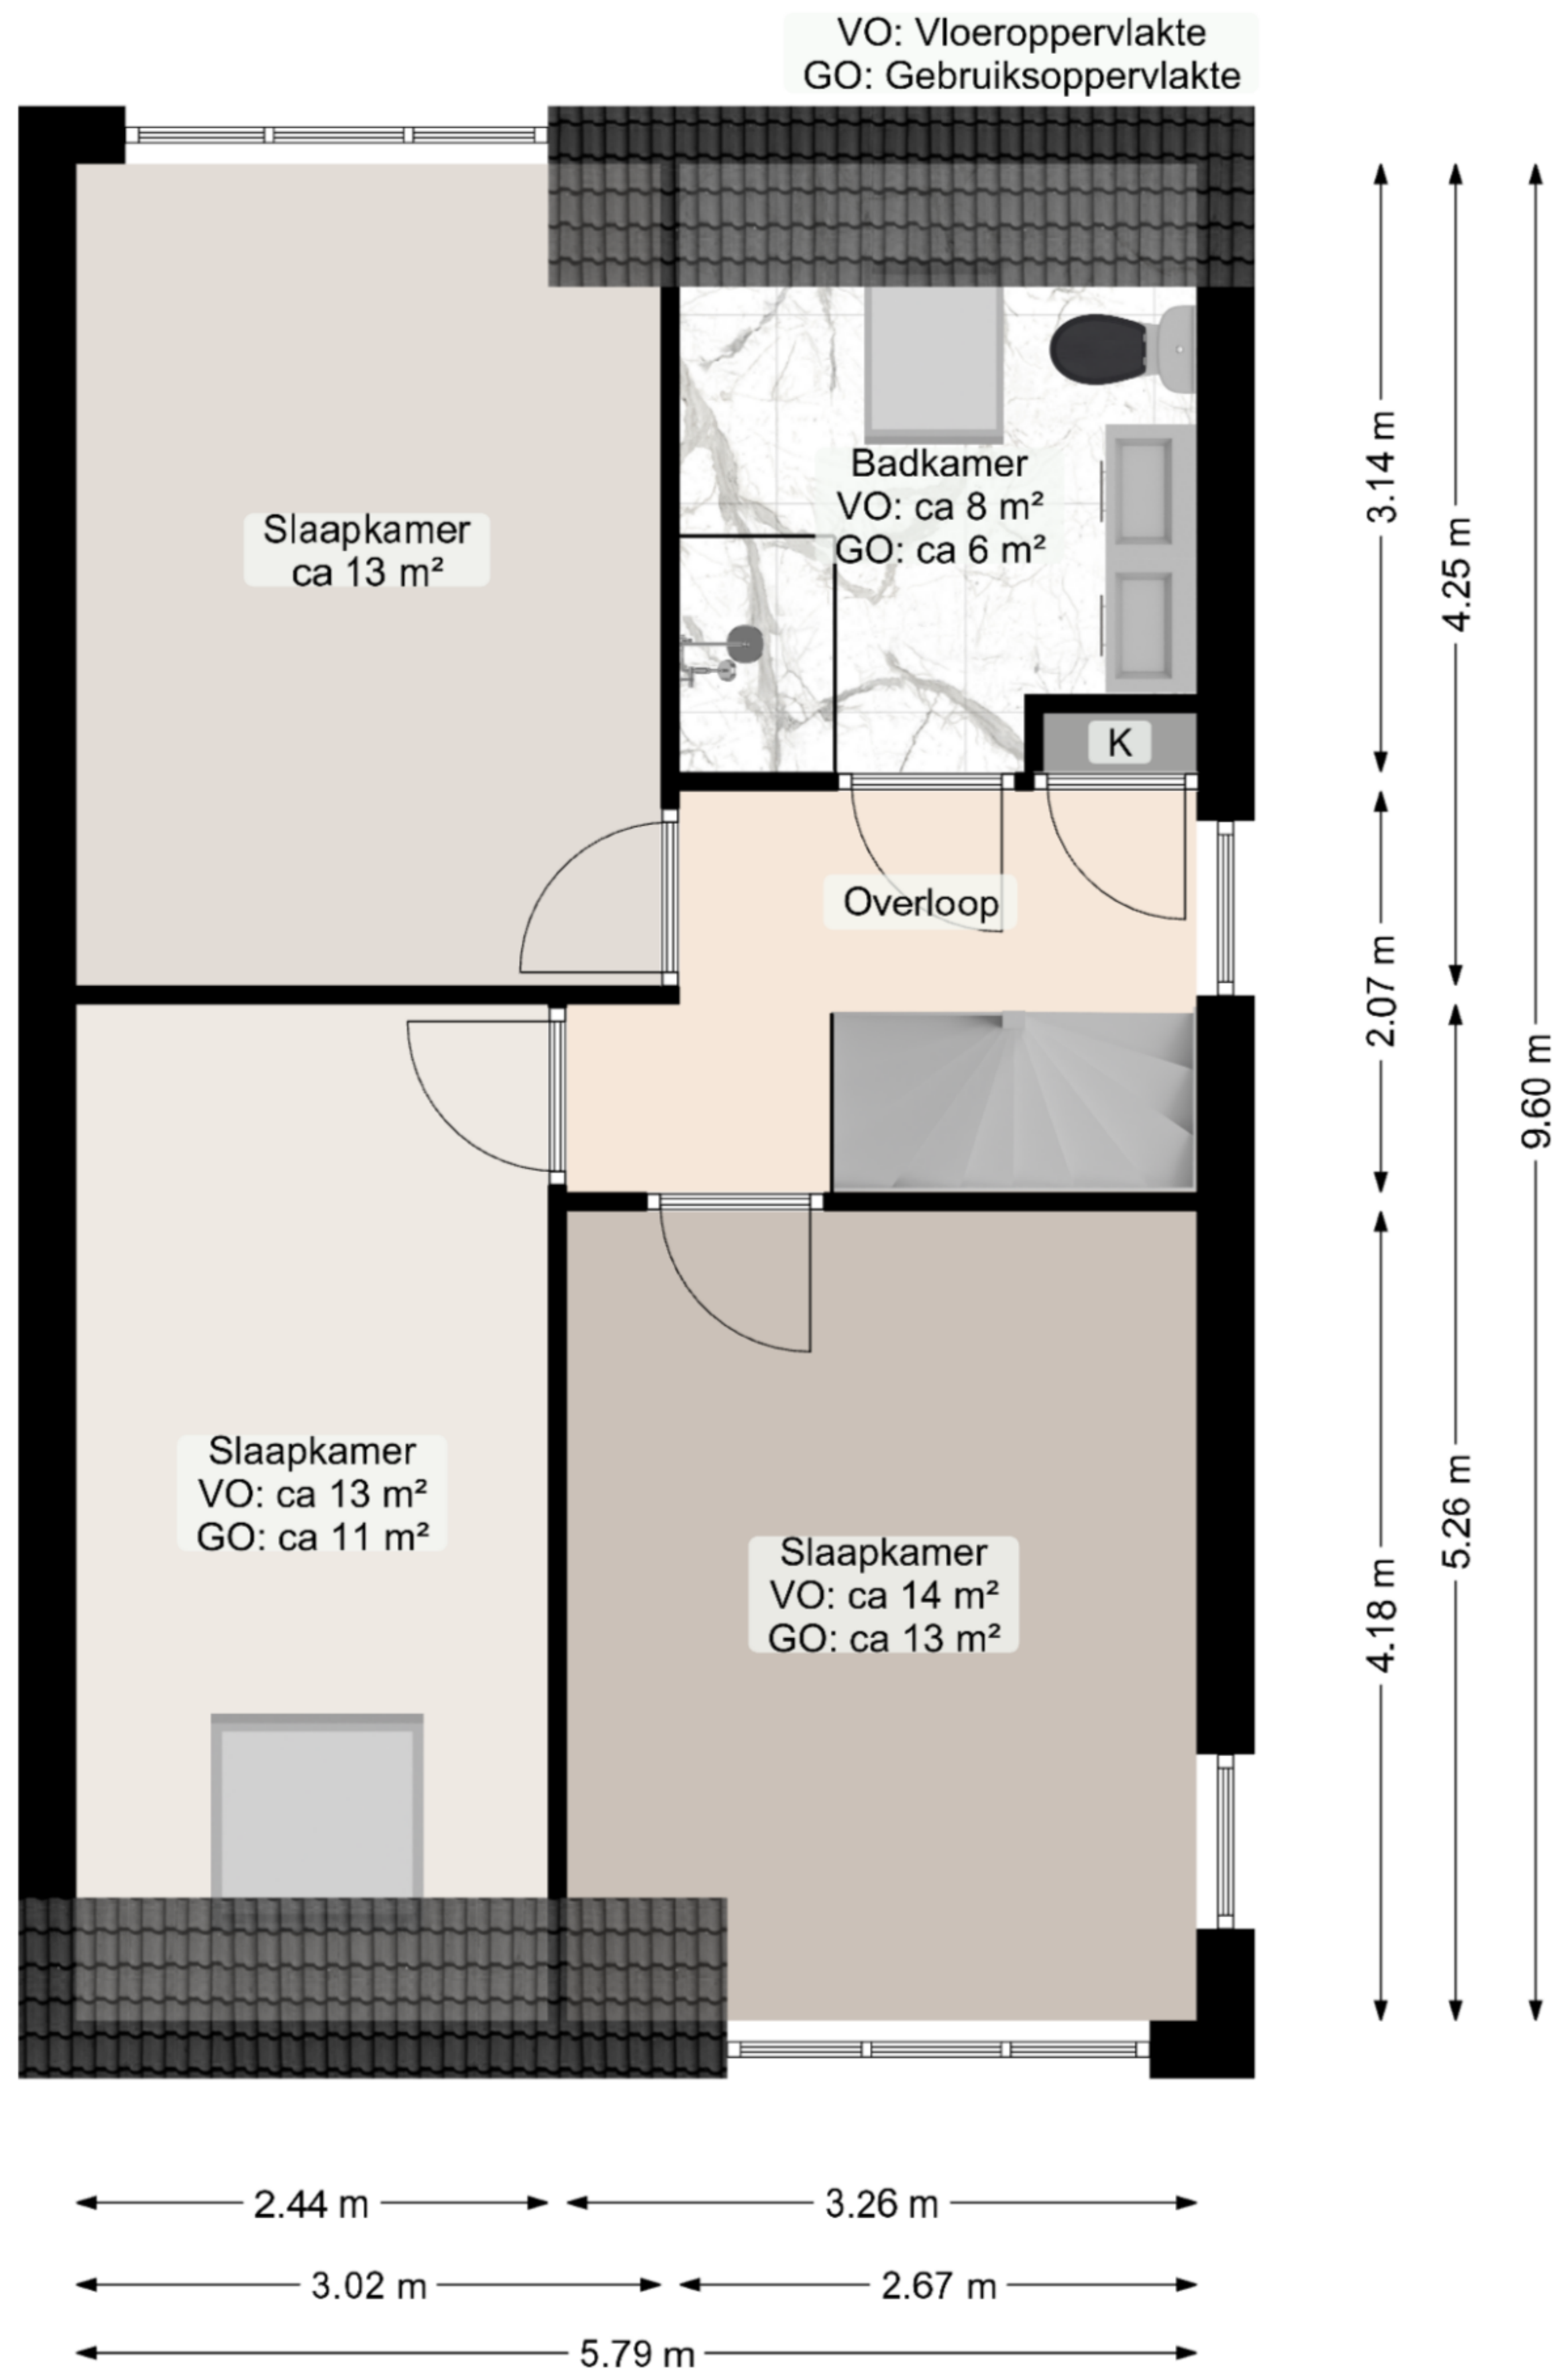 VO: Vloeroppervlakte
GO: Gebruiksoppervlakte
Slaapkamer
ca 13 m²
Badkamer
VO: ca 8 m²
GO: ca 6 m²
K
Overloop
Slaapkamer
VO: ca 13 m²
GO: ca 11 m²
Slaapkamer
VO: ca 14 m²
GO: ca 13 m²
3.14 m
4.25 m
2.07 m
9.60 m
5.26 m
4.18 m
2.44 m
3.26 m
3.02 m
2.67 m
5.79 m